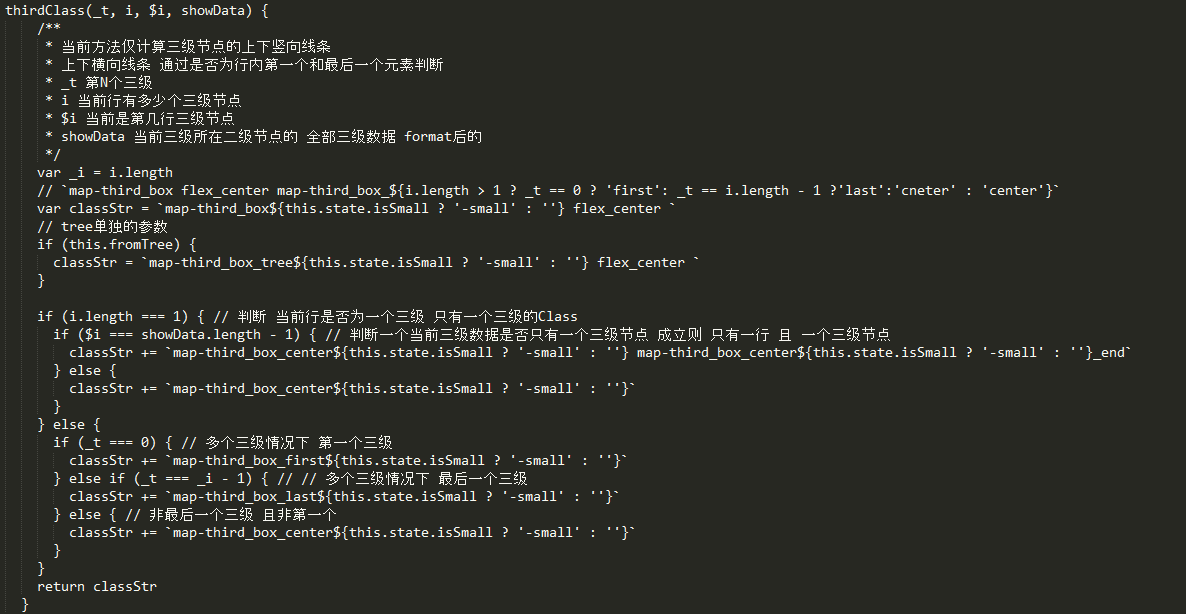 thirdClass(_t, i, $i, showData) {
/**
* 当前方法仅计算三级节点的上下竖向线条
* 上下横向线条 通过是否为行内第一个和最后一个元素判断
* _t 第N个三级
* i 当前行有多少个三级节点
* $i 当前是第几行三级节点
* showData 当前三级所在二级节点的 全部三级数据 format后的
*/
var _i = i.length
// `map-third_box flex_center map-third_box_${i.length > 1 ? _t == 0 ? 'first': _t == i.length - 1 ?'last':'cneter' : 'center'}`
var classStr = `map-third_box${this.state.isSmall ? '-small' : ''} flex_center `
// tree单独的参数
if (this.fromTree) {
classStr = `map-third_box_tree${this.state.isSmall ? '-small' : ''} flex_center `
}
if (i.length === 1) { // 判断 当前行是否为一个三级 只有一个三级的Class
if ($i === showData.length - 1) { // 判断一个当前三级数据是否只有一个三级节点 成立则 只有一行 且 一个三级节点
classStr += `map-third_box_center${this.state.isSmall ? '-small' : ''} map-third_box_center${this.state.isSmall ? '-small' : ''}_end`
} else {
classStr += `map-third_box_center${this.state.isSmall ? '-small' : ''}`
}
} else {
if (_t === 0) { // 多个三级情况下 第一个三级
classStr += `map-third_box_first${this.state.isSmall ? '-small' : ''}`
} else if (_t === _i - 1) { // // 多个三级情况下 最后一个三级
classStr += `map-third_box_last${this.state.isSmall ? '-small' : ''}`
} else { // 非最后一个三级 且非第一个
classStr += `map-third_box_center${this.state.isSmall ? '-small' : ''}`
}
}
return classStr
}